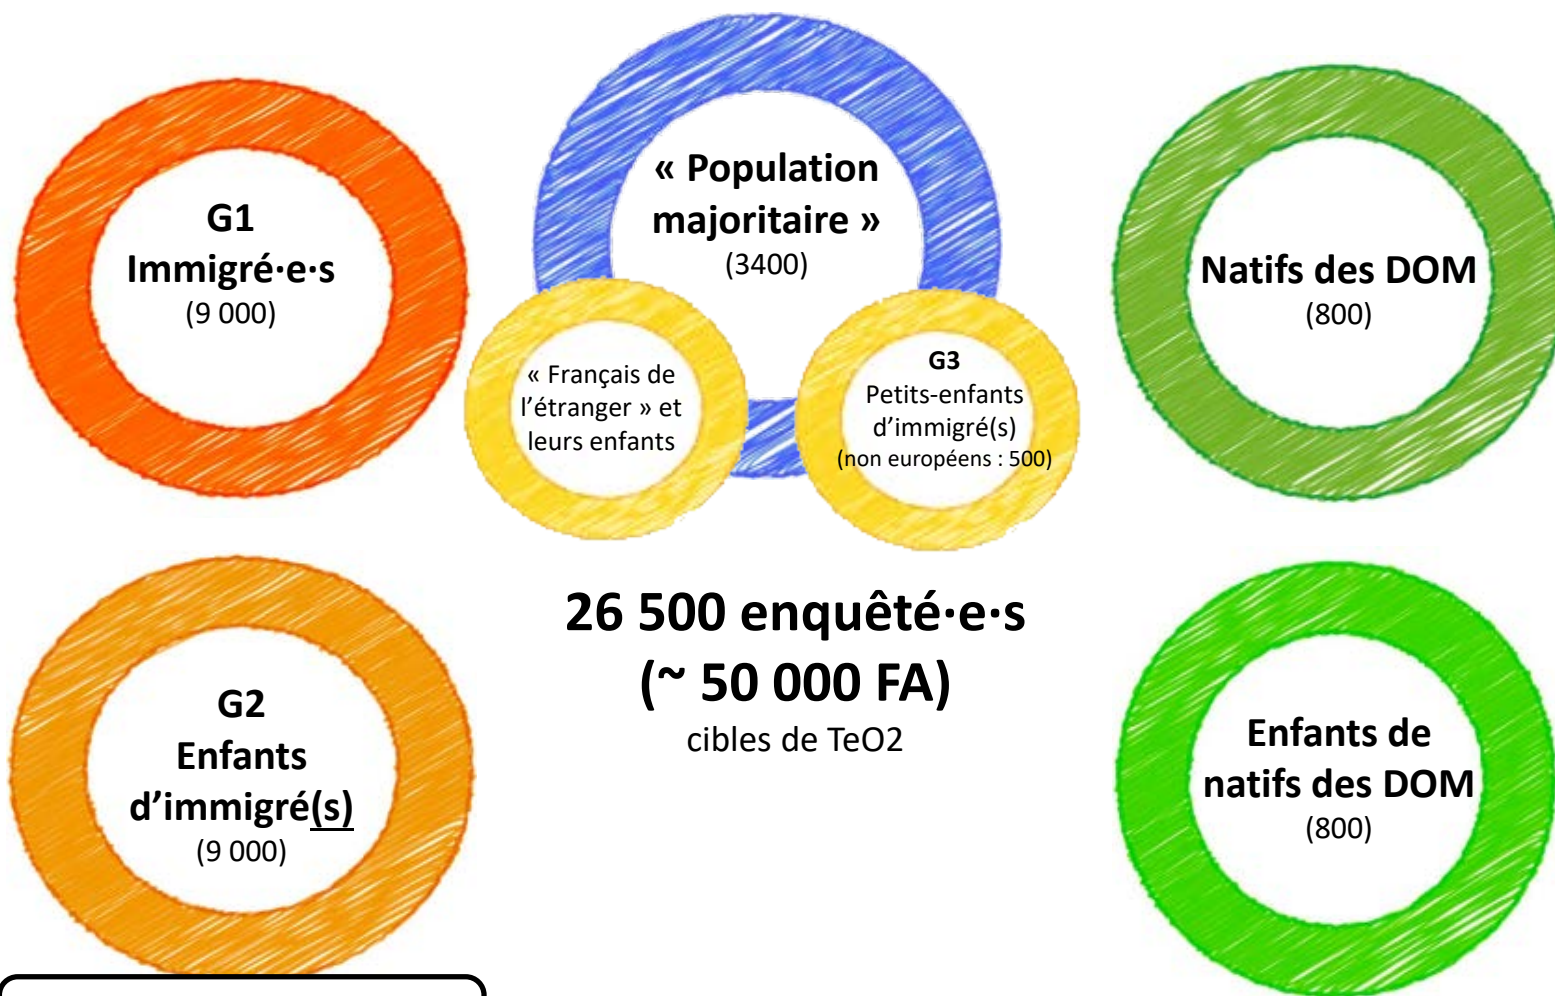 G1
Immigré·e·s
(9 000)
« Population
majoritaire »
(3400)
Natifs des DOM
(800)
« Français de
l’étranger » et
leurs enfants
G3
Petits-enfants
d’immigré(s)
(non européens : 500)
26 500 enquêté·e·s
(~ 50 000 FA)
cibles de TeO2
G2
Enfants
d’immigré(s)
(9 000)
Enfants de
natifs des DOM
(800)